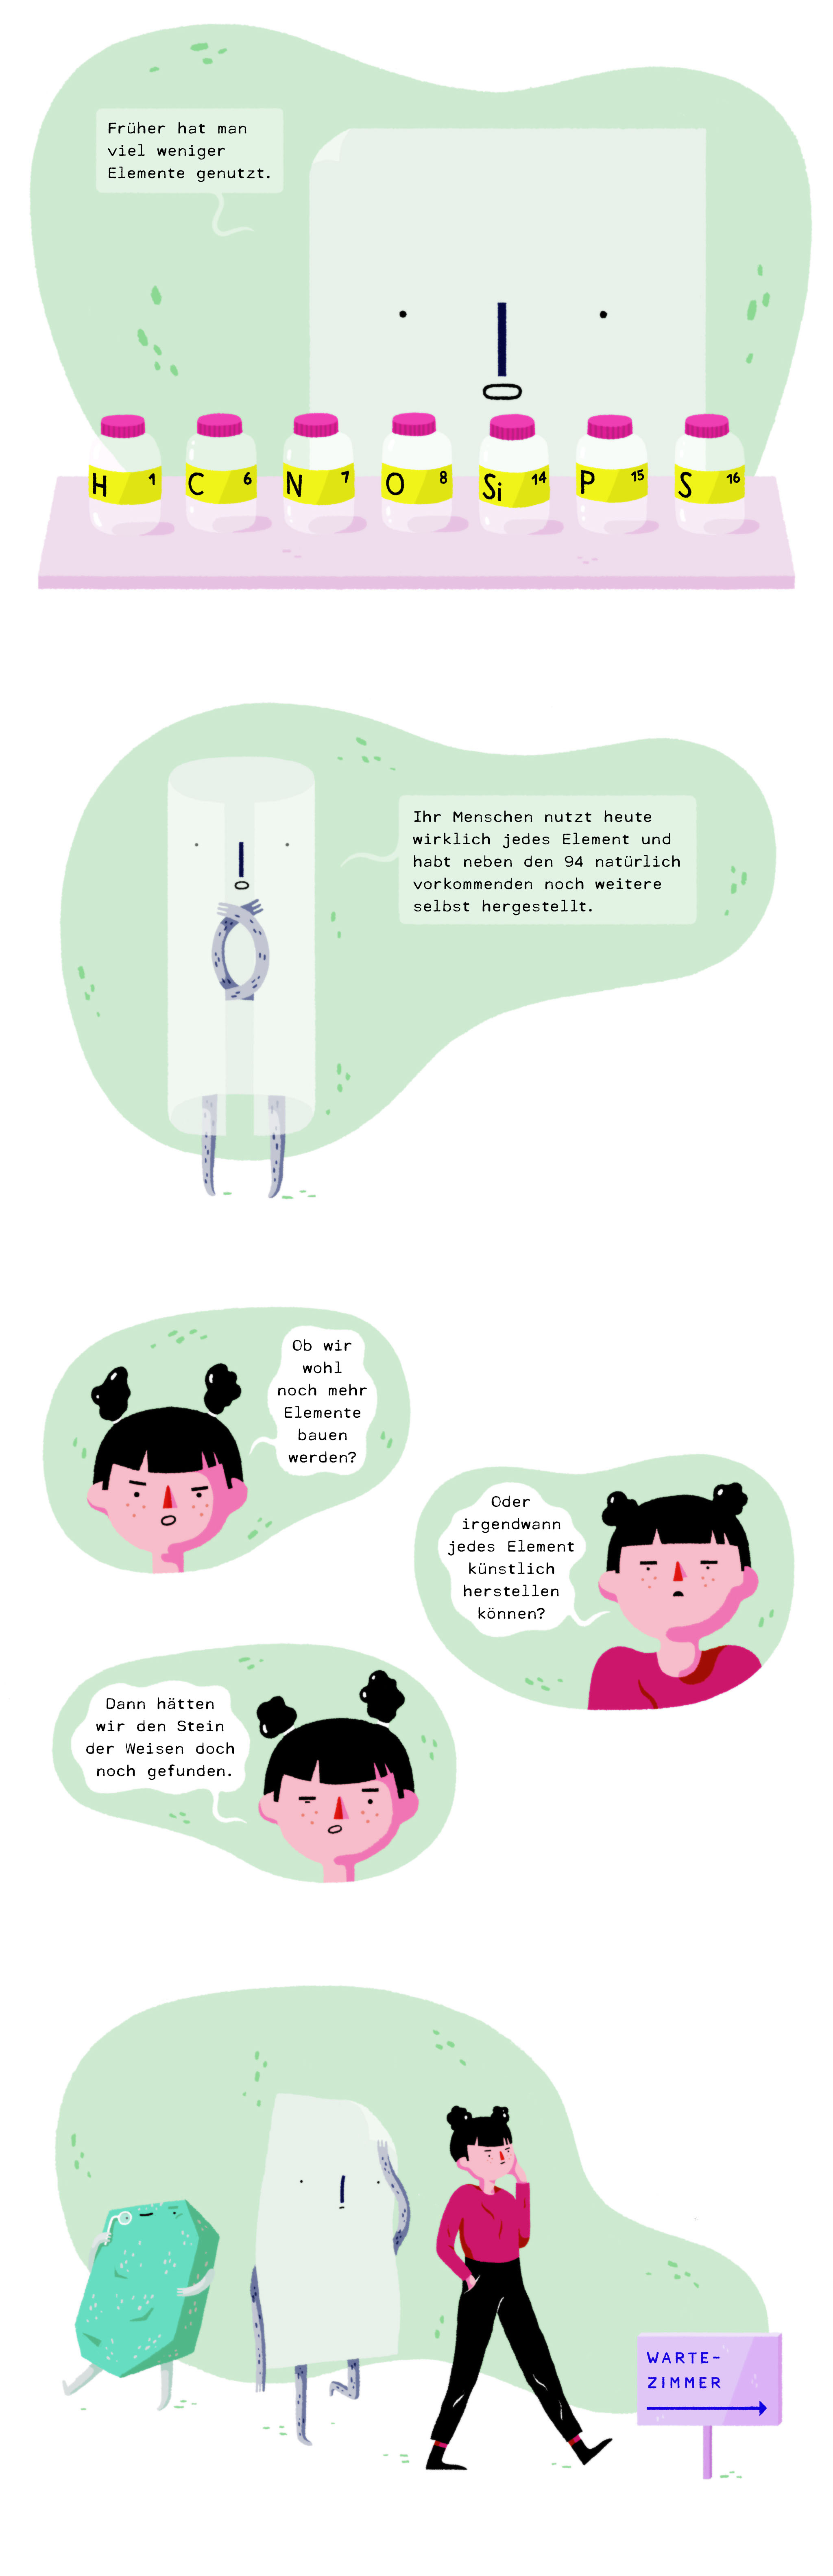 Früher hat man
viel weniger
Elemente genutzt.
H 1
C 6
N 7
O 8
Si 14
P 15
S 16
Ihr Menschen nutzt heute
wirklich jedes Element und
habt neben den 94 natürlich
vorkommenden noch weitere
selbst hergestellt.
Ob wir
wohl
noch mehr
Elemente
bauen
werden?
Oder
irgendwann
jedes Element
künstlich
herstellen
können?
Dann hätten
wir den Stein
der Weisen doch
noch gefunden.
WARTE-
ZIMMER